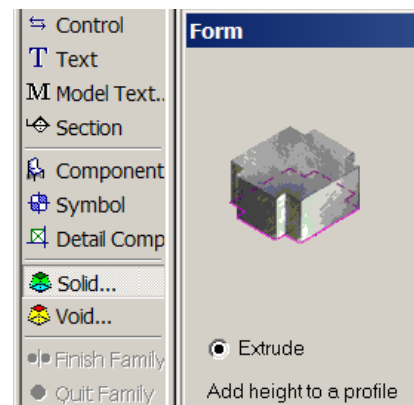 Control
Text
Model Text..
Section
Component
Symbol
Detail Comp
Solid...
Void...
Finish Family
Quit Family
Form
Extrude
Add height to a profile